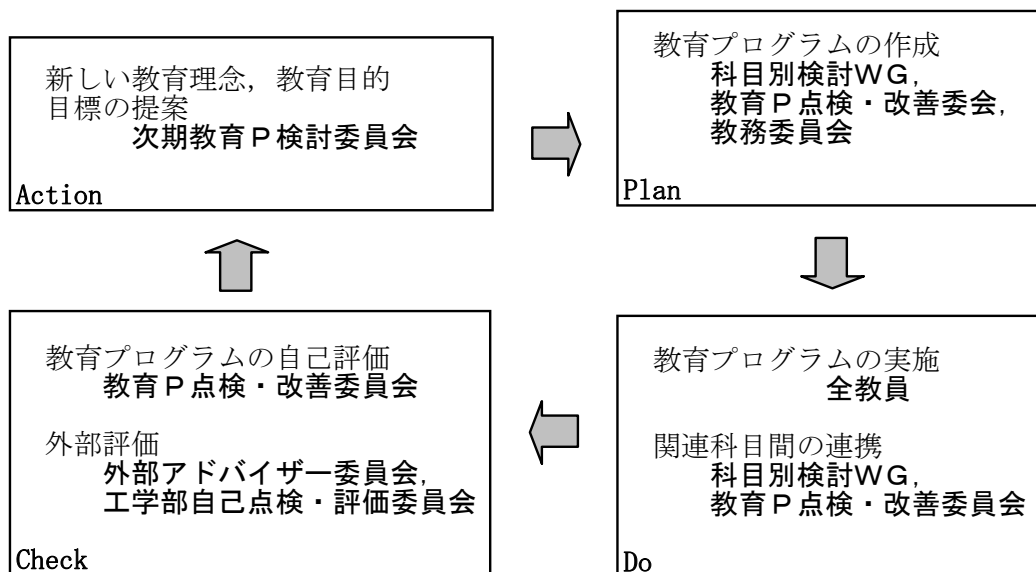 新しい教育理念，教育目的
目標の提案
次期教育Ｐ検討委員会
Action
教育プログラムの作成
科目別検討ＷＧ，
教育Ｐ点検・改善委会，
教務委員会
Plan
教育プログラムの自己評価
教育Ｐ点検・改善委員会
外部評価
外部アドバイザー委員会，
工学部自己点検・評価委員会
Check
教育プログラムの実施
全教員
関連科目間の連携
科目別検討ＷＧ，
教育Ｐ点検・改善委員会
Do